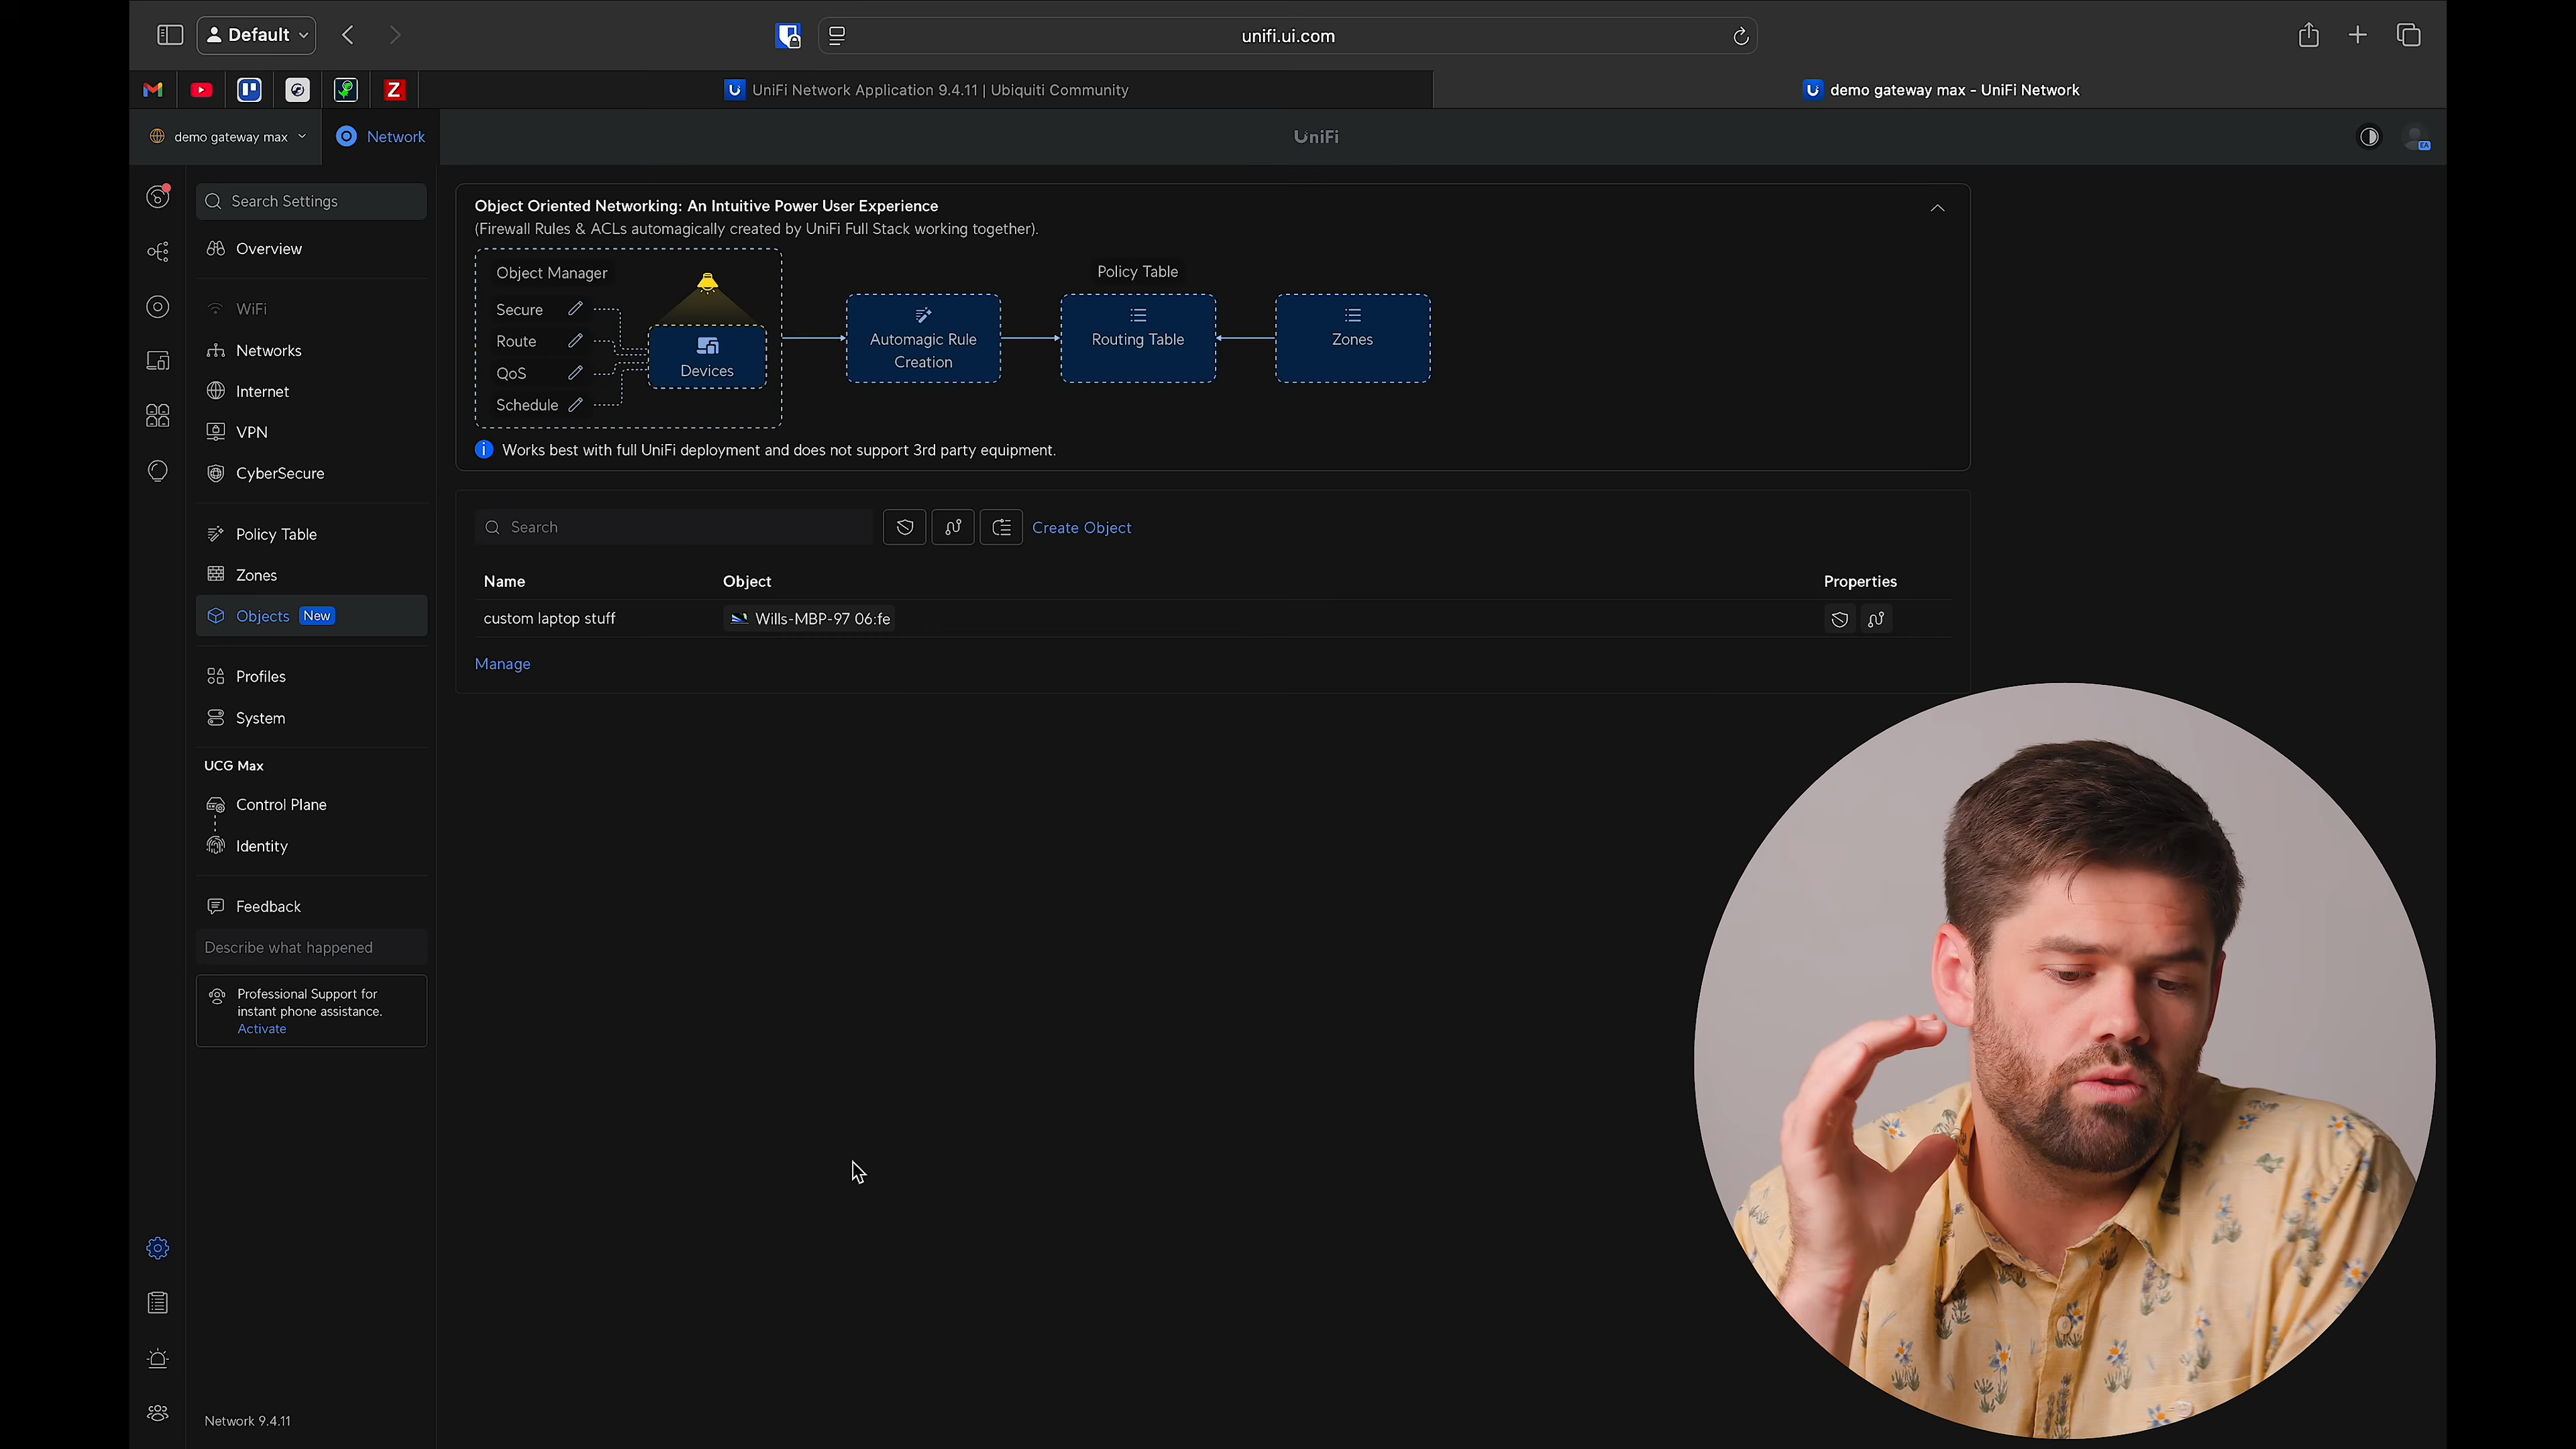 Default
unifi.ui.com
Z
UniFi Network Application 9.4.11 | Ubiquiti Community
demo gateway max - UniFi Network
demo gateway max
Network
UniFi
EA
Search Settings
Overview
WiFi
Networks
Internet
VPN
CyberSecure
Policy Table
Zones
Objects New
Profiles
System
UCG Max
Control Plane
Identity
Feedback
Describe what happened
Professional Support for
instant phone assistance.
Activate
Network 9.4.11
Object Oriented Networking: An Intuitive Power User Experience
(Firewall Rules & ACLs automagically created by UniFi Full Stack working together).
Object Manager
Secure
Route
QoS
Schedule
Devices
Automagic Rule
Creation
Policy Table
Routing Table
Zones
Works best with full UniFi deployment and does not support 3rd party equipment.
Search
Create Object
Name Object Properties
custom laptop stuff Wills-MBP-97 06:fe
Manage